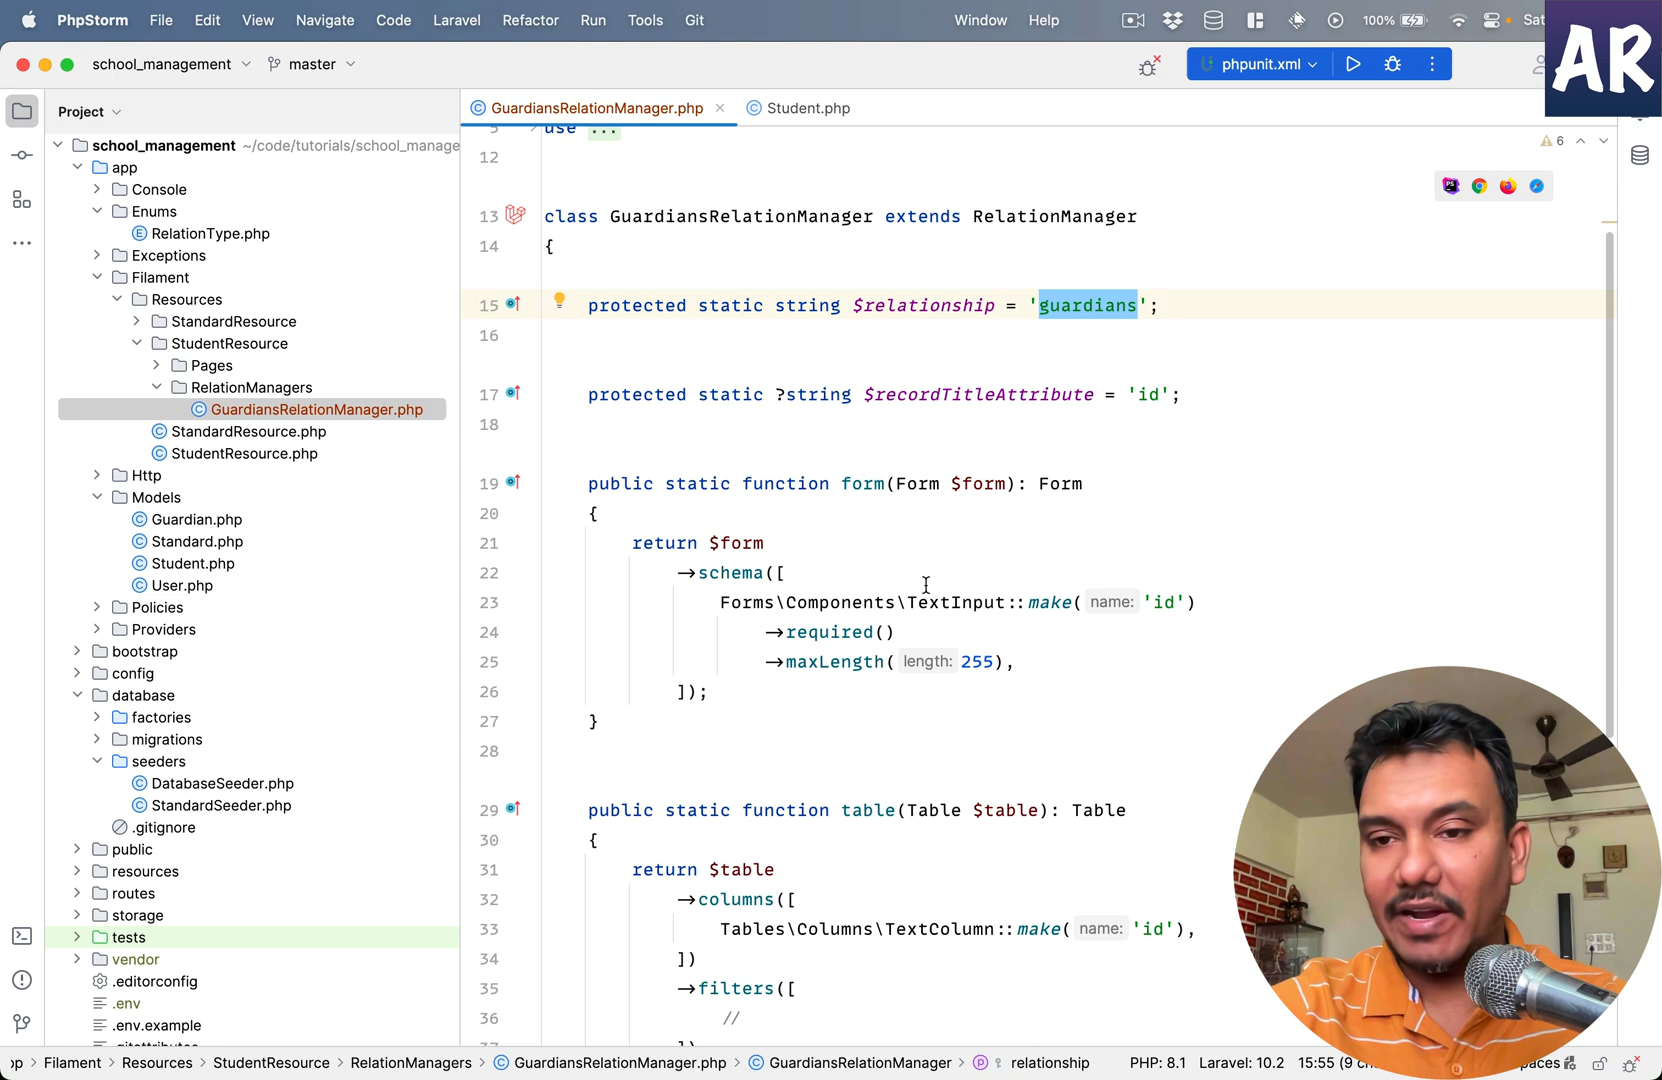 PhpStorm File Edit View Navigate Code Laravel Refactor Run Tools Git Window Help 100% Sat
AR
school_management master phpunit.xml
Project
GuardiansRelationManager.php Student.php
school_management ~/code/tutorials/school_manage
app
Console
Enums
RelationType.php
Exceptions
Filament
Resources
StandardResource
StudentResource
Pages
RelationManagers
GuardiansRelationManager.php
StandardResource.php
StudentResource.php
Http
Models
Guardian.php
Standard.php
Student.php
User.php
Policies
Providers
bootstrap
config
database
factories
migrations
seeders
DatabaseSeeder.php
StandardSeeder.php
.gitignore
public
resources
routes
storage
tests
vendor
.editorconfig
.env
.env.example
.gitattributes
6
5 use ...
12
13 class GuardiansRelationManager extends RelationManager
14 {
15 protected static string $relationship = 'guardians';
16
17 protected static ?string $recordTitleAttribute = 'id';
18
19 public static function form(Form $form): Form
20 {
21 return $form
22 →schema([
23 Forms\Components\TextInput::make( name: 'id')
24 →required()
25 →maxLength( length: 255),
26 ]);
27 }
28
29 public static function table(Table $table): Table
30 {
31 return $table
32 →columns([
33 Tables\Columns\TextColumn::make( name: 'id'),
34 ])
35 →filters([
36 //
37 ])
pp > Filament > Resources > StudentResource > RelationManagers > GuardiansRelationManager.php > GuardiansRelationManager > relationship PHP: 8.1 Laravel: 10.2 15:55 (9 c paces